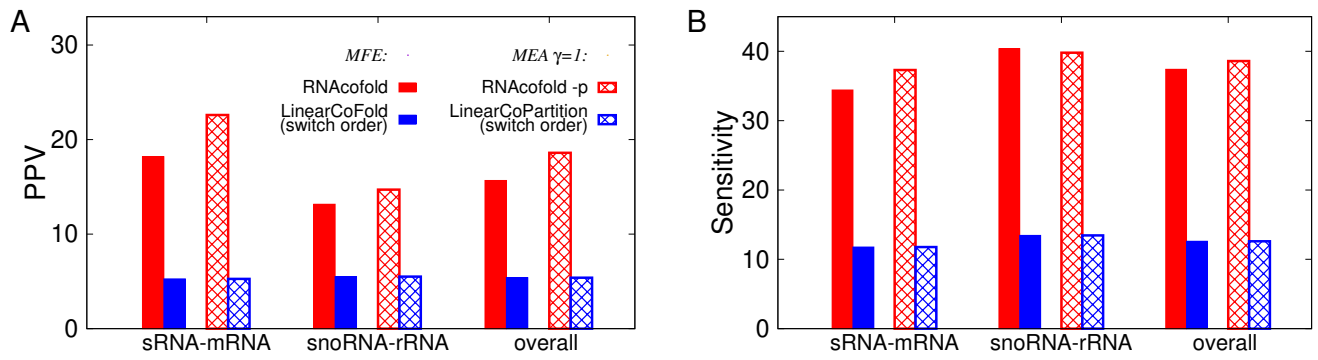 A
PPV
30
20
10
0
MFE:
RNAcofold
LinearCoFold
(switch order)
MEA γ=1:
RNAcofold -p
LinearCoPartition
(switch order)
sRNA-mRNA
snoRNA-rRNA
overall
B
Sensitivity
40
30
20
10
0
sRNA-mRNA
snoRNA-rRNA
overall